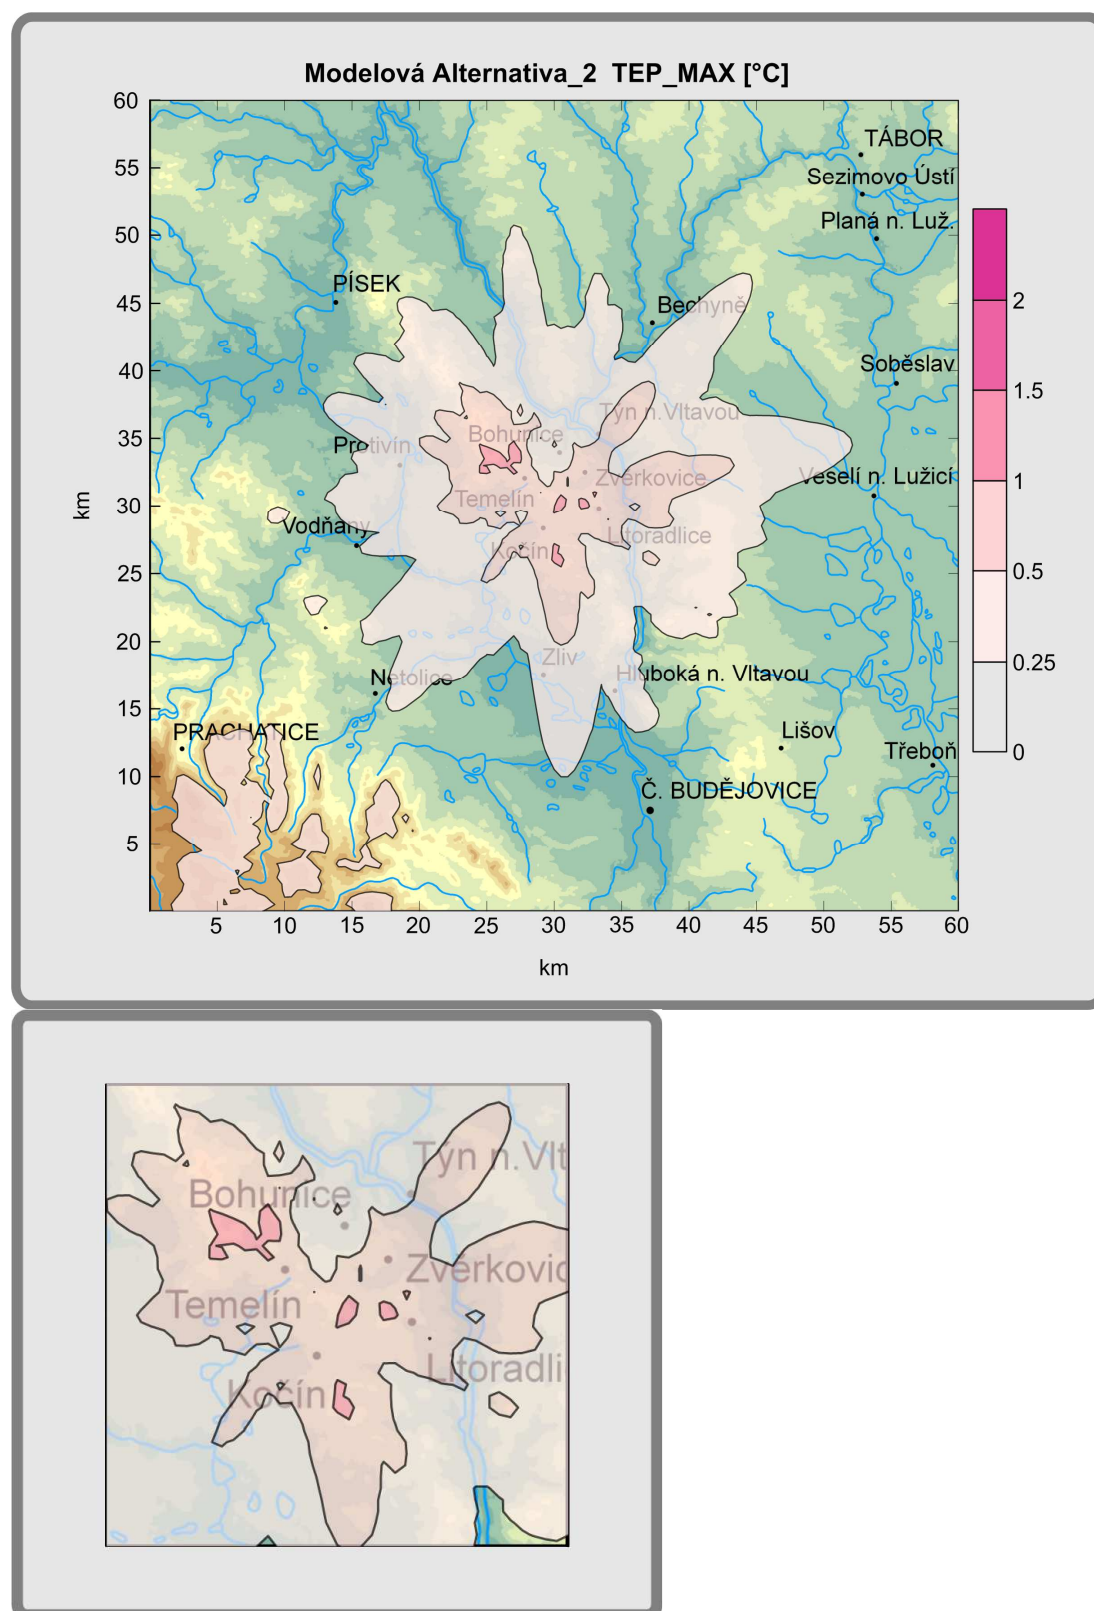 Modelová Alternativa_2 TEP_MAX [°C]
60
TÁBOR
55
Sezimovo Ústí
Planá n. Luž.
50
PÍSEK
45
Bechyně
2
40
Soběslav
1.5
Týn n.Vltavou
35
Bohunice
Protivín
km
Zvěrkovice
Veselí n. Lužicí
1
30
Temelín
Vodňany
Litoradlice
Kočín
25
0.5
20
Zliv
Netolice
Hluboká n. Vltavou
0.25
15
PRACHATICE
Lišov
Třeboň
0
10
Č. BUDĚJOVICE
5
5 10 15 20 25 30 35 40 45 50 55 60
km
Týn n.Vlt
Bohunice
Zvěrkovic
Temelín
Litoradli
Kočín